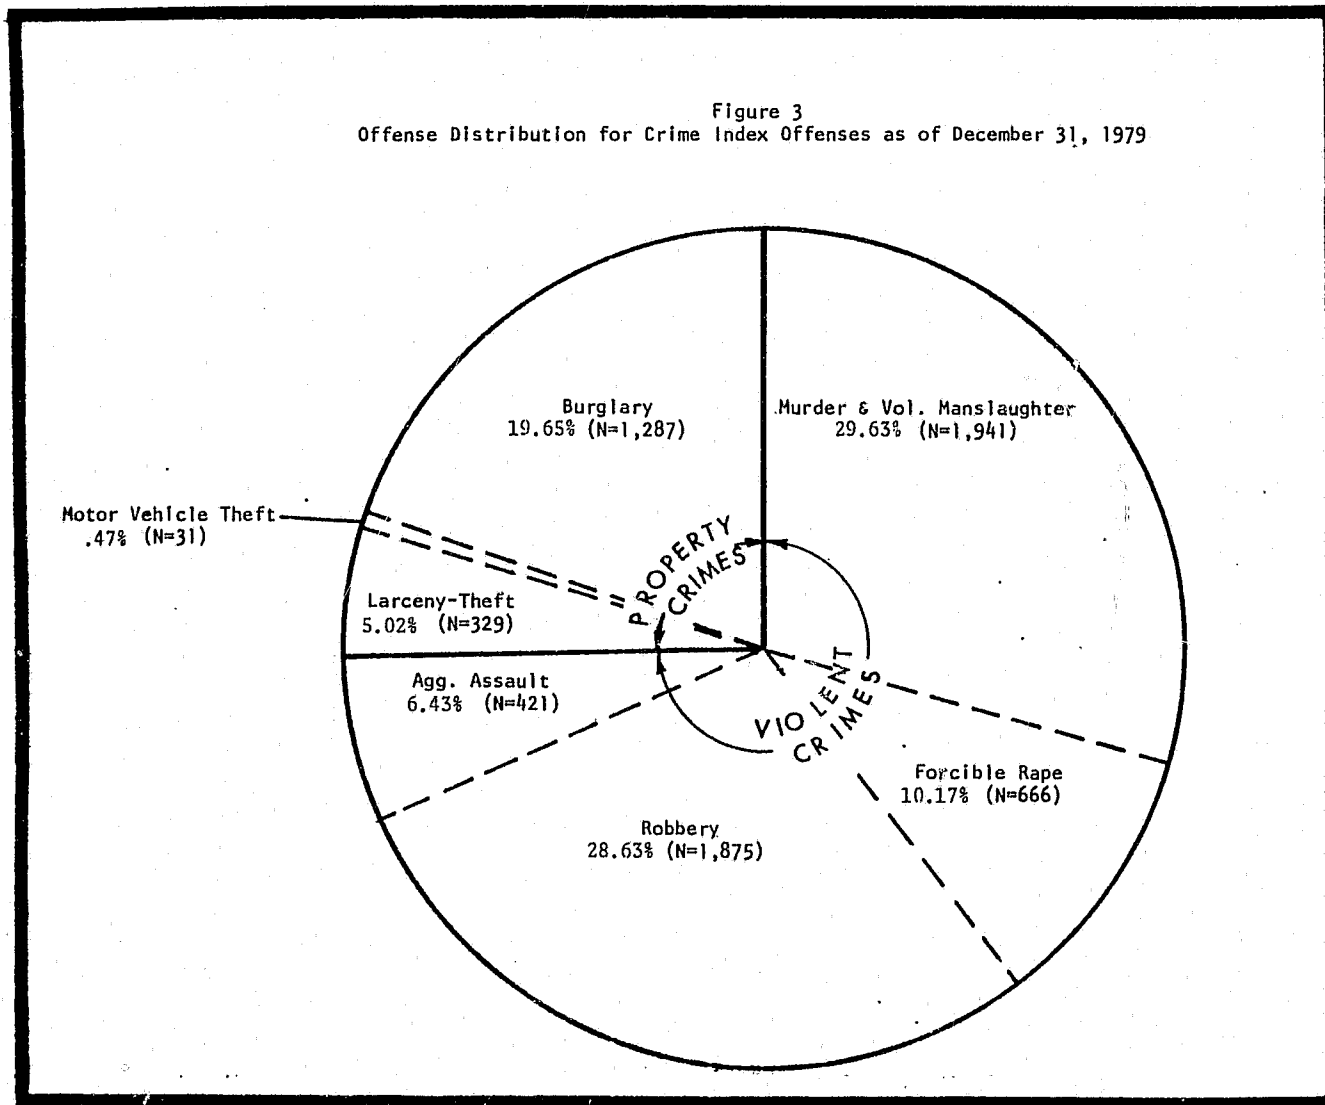 Figure 3
Offense Distribution for Crime Index Offenses as of December 31, 1979
Burglary
19.65% (N=1,287)
Murder & Vol. Manslaughter
29.63% (N=1,941)
Motor Vehicle Theft
.47% (N=31)
PROPERTY
CRIMES
Larceny-Theft
5.02% (N=329)
Agg. Assault
6.43% (N=421)
VIOLENT
CRIMES
Forcible Rape
10.17% (N=666)
Robbery
28.63% (N=1,875)